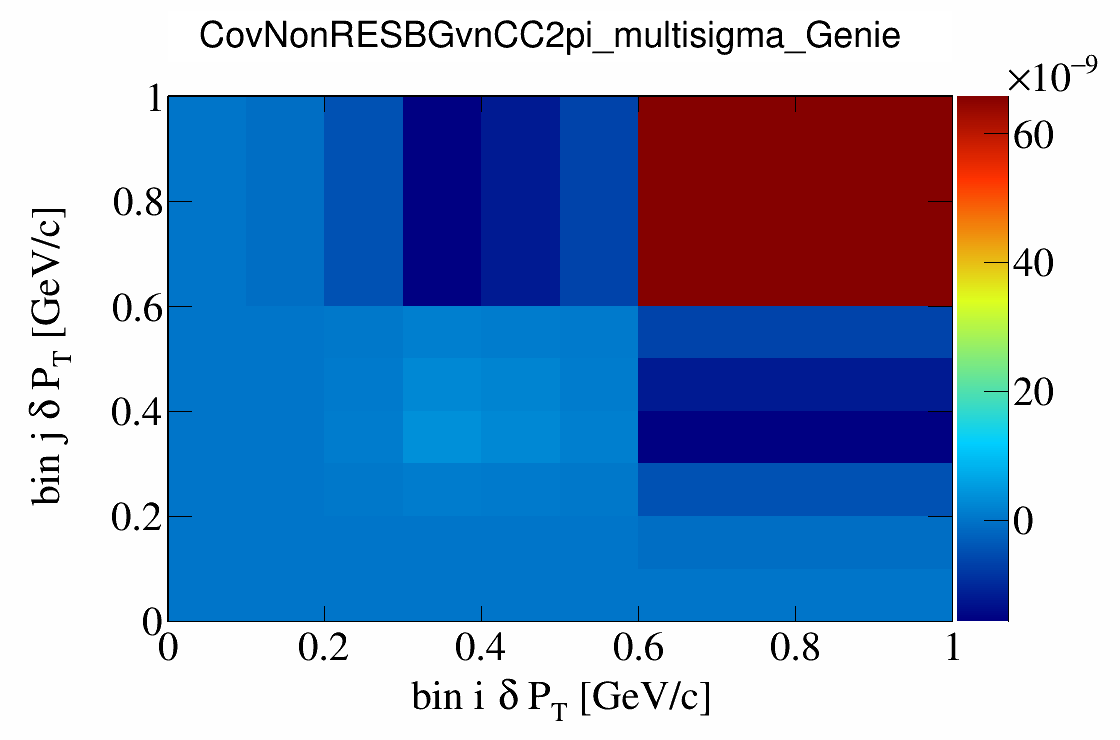 CovNonRESBGvnCC2pi_multisigma_Genie
×10⁻⁹
1
0.8
0.6
0.4
0.2
0
60
40
20
0
0 0.2 0.4 0.6 0.8 1
bin j δ P_T [GeV/c]
bin i δ P_T [GeV/c]